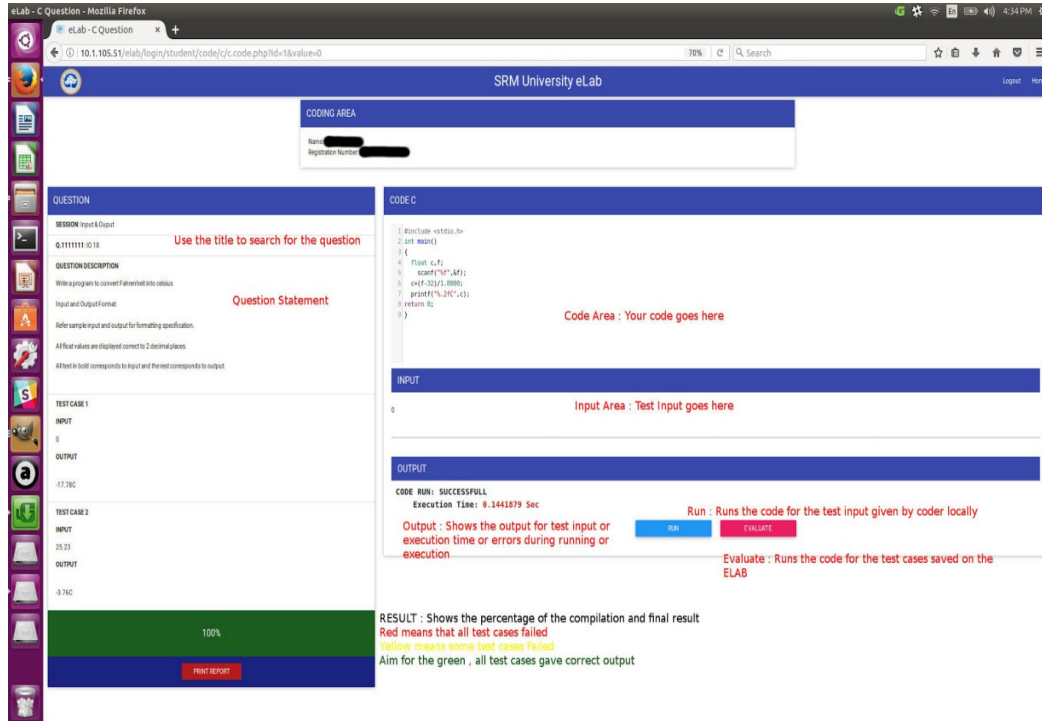 eLab - C Question - Mozilla Firefox
En
4:34 PM
eLab - C Question
10.1.105.51/elab/login/student/code/c/c.code.php?id=1&value=0
70%
Search
SRM University eLab
Logout
CODING AREA
Name
Registration Number:
QUESTION
SESSION: Input & Ouput
Q.1111111: IO 18
Use the title to search for the question
QUESTION DESCRIPTION
Write a program to convert Fahrenheit into celsius
Question Statement
Input and Output Format:
Refer sample input and output for formatting specification.
All float values are displayed correct to 2 decimal places.
All text in bold corresponds to input and the rest corresponds to output.
TEST CASE 1
INPUT
0
OUTPUT
-17.78C
TEST CASE 2
INPUT
25.23
OUTPUT
-3.76C
100%
PRINT REPORT
CODE C
1 #include <stdio.h>
2 int main()
3 {
4 float c,f;
5 scanf("%f",&f);
6 c=(f-32)/1.8000;
7 printf("%.2fC",c);
8 return 0;
9 }
Code Area : Your code goes here
INPUT
0
Input Area : Test Input goes here
OUTPUT
CODE RUN: SUCCESSFULL
Execution Time: 0.1441879 Sec
Output : Shows the output for test input or
execution time or errors during running or
execution
Run : Runs the code for the test input given by coder locally
RUN
EVALUATE
Evaluate : Runs the code for the test cases saved on the
ELAB
RESULT : Shows the percentage of the compilation and final result
Red means that all test cases failed
Yellow means some test cases Failed
Aim for the green , all test cases gave correct output